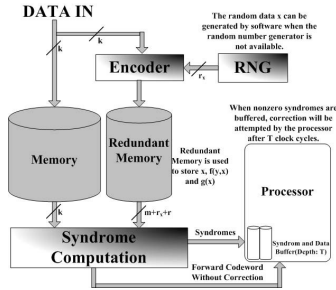 DATA IN
The random data x can be
generated by software when the
random number generator is
not available.
k
k
Encoder
RNG
rs
When nonzero syndromes are
buffered, correction will be
attempted by the processor
after T clock cycles.
Memory
Redundant
Memory
Redundant
Memory is used
to store x, f(y,x)
and g(x)
Processor
k
m+rs+r
Syndrome
Computation
Syndromes
Syndrom and Data
Buffer(Depth: T)
Forward Codeword
Without Correction